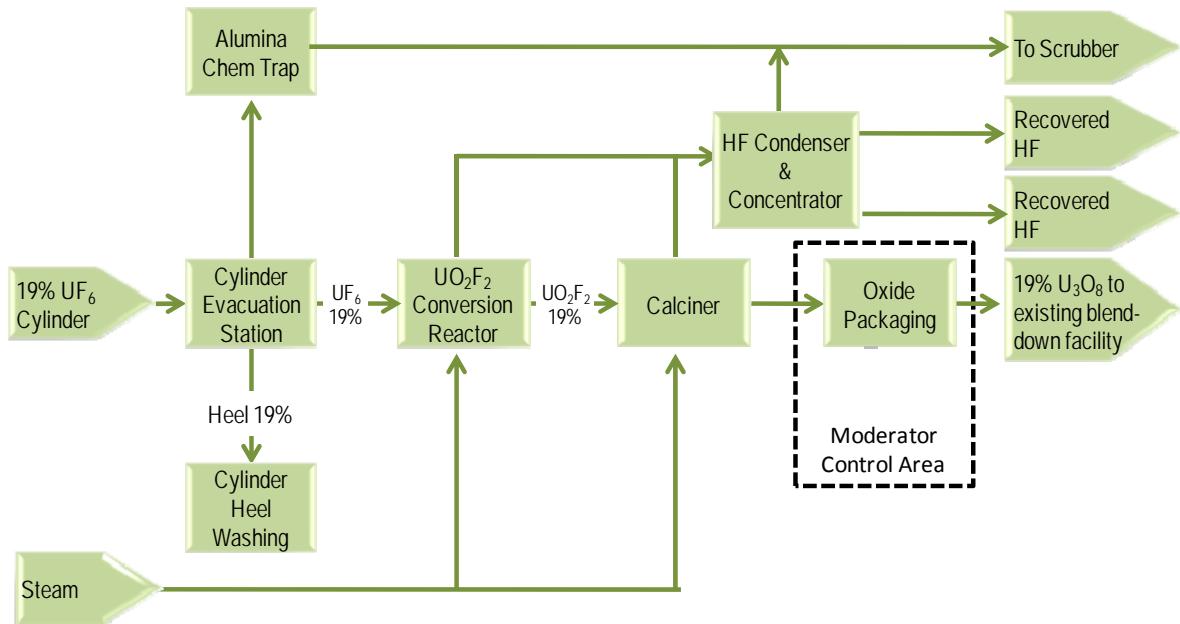 Alumina
Chem Trap
To Scrubber
HF Condenser
&
Concentrator
Recovered
HF
Recovered
HF
19% UF₆
Cylinder
Cylinder
Evacuation
Station
UF₆
19%
UO₂F₂
Conversion
Reactor
UO₂F₂
19%
Calciner
Oxide
Packaging
19% U₃O₈ to
existing blend-
down facility
Heel 19%
Moderator
Control Area
Cylinder
Heel
Washing
Steam